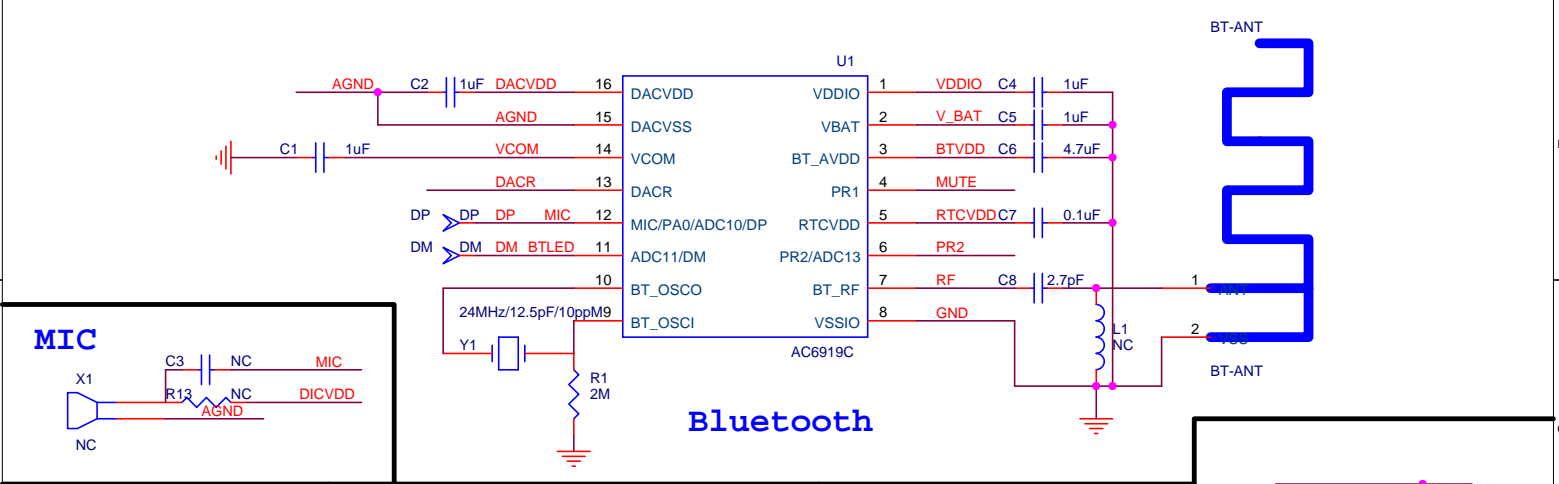 BT-ANT
U1
AGND C2 1uF DACVDD 16 DACVDD VDDIO 1 VDDIO C4 1uF
AGND 15 DACVSS VBAT 2 V_BAT C5 1uF
C1 1uF VCOM 14 VCOM BT_AVDD 3 BTVDD C6 4.7uF
DACR 13 DACR PR1 4 MUTE
DP DP DP MIC 12 MIC/PA0/ADC10/DP RTCVDD 5 RTCVDD C7 0.1uF
DM DM DM BTLED 11 ADC11/DM PR2/ADC13 6 PR2
10 BT_OSCO BT_RF 7 RF C8 2.7pF 1 ANT
24MHz/12.5pF/10ppM 9 BT_OSCI VSSIO 8 GND
Y1 AC6919C L1 NC 2 VSS
BT-ANT
R1
2M
Bluetooth
MIC
C3 NC MIC
X1
R13 NC DICVDD
AGND
NC